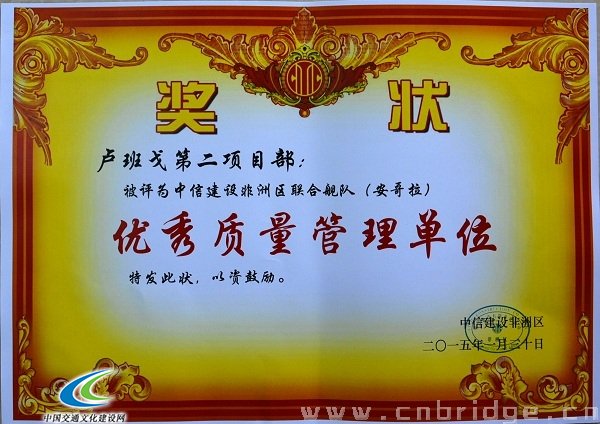 奖状
卢班戈第二项目部：
被评为中信建设非洲区联合舰队（安哥拉）
优秀质量管理单位
特发此状，以资鼓励。
中信建设非洲区
二〇一五年一月三十日
中国交通文化建设网
www.cnbridge.cn